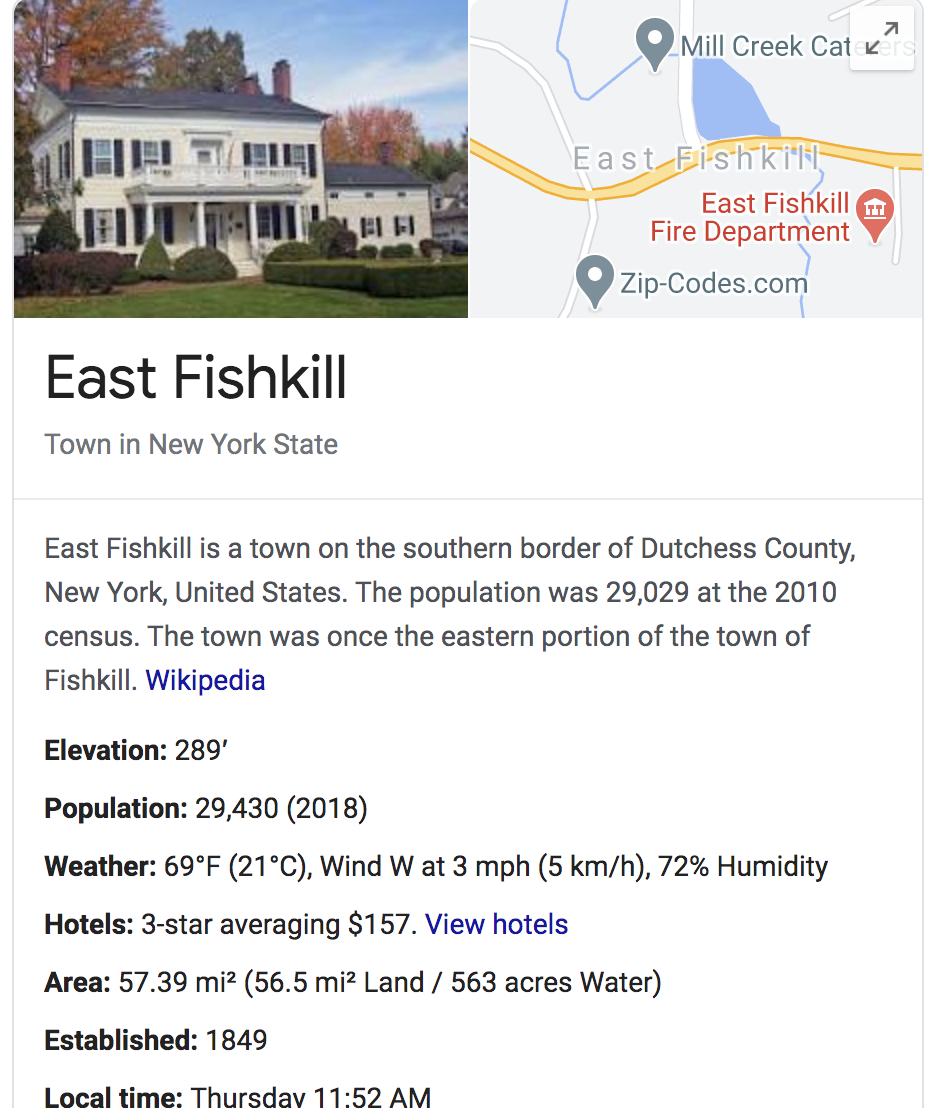 Mill Creek Caterers
East Fishkill
East Fishkill
Fire Department
Zip-Codes.com
East Fishkill
Town in New York State
East Fishkill is a town on the southern border of Dutchess County,
New York, United States. The population was 29,029 at the 2010
census. The town was once the eastern portion of the town of
Fishkill. Wikipedia
Elevation: 289′
Population: 29,430 (2018)
Weather: 69°F (21°C), Wind W at 3 mph (5 km/h), 72% Humidity
Hotels: 3-star averaging $157. View hotels
Area: 57.39 mi² (56.5 mi² Land / 563 acres Water)
Established: 1849
Local time: Thursday 11:52 AM